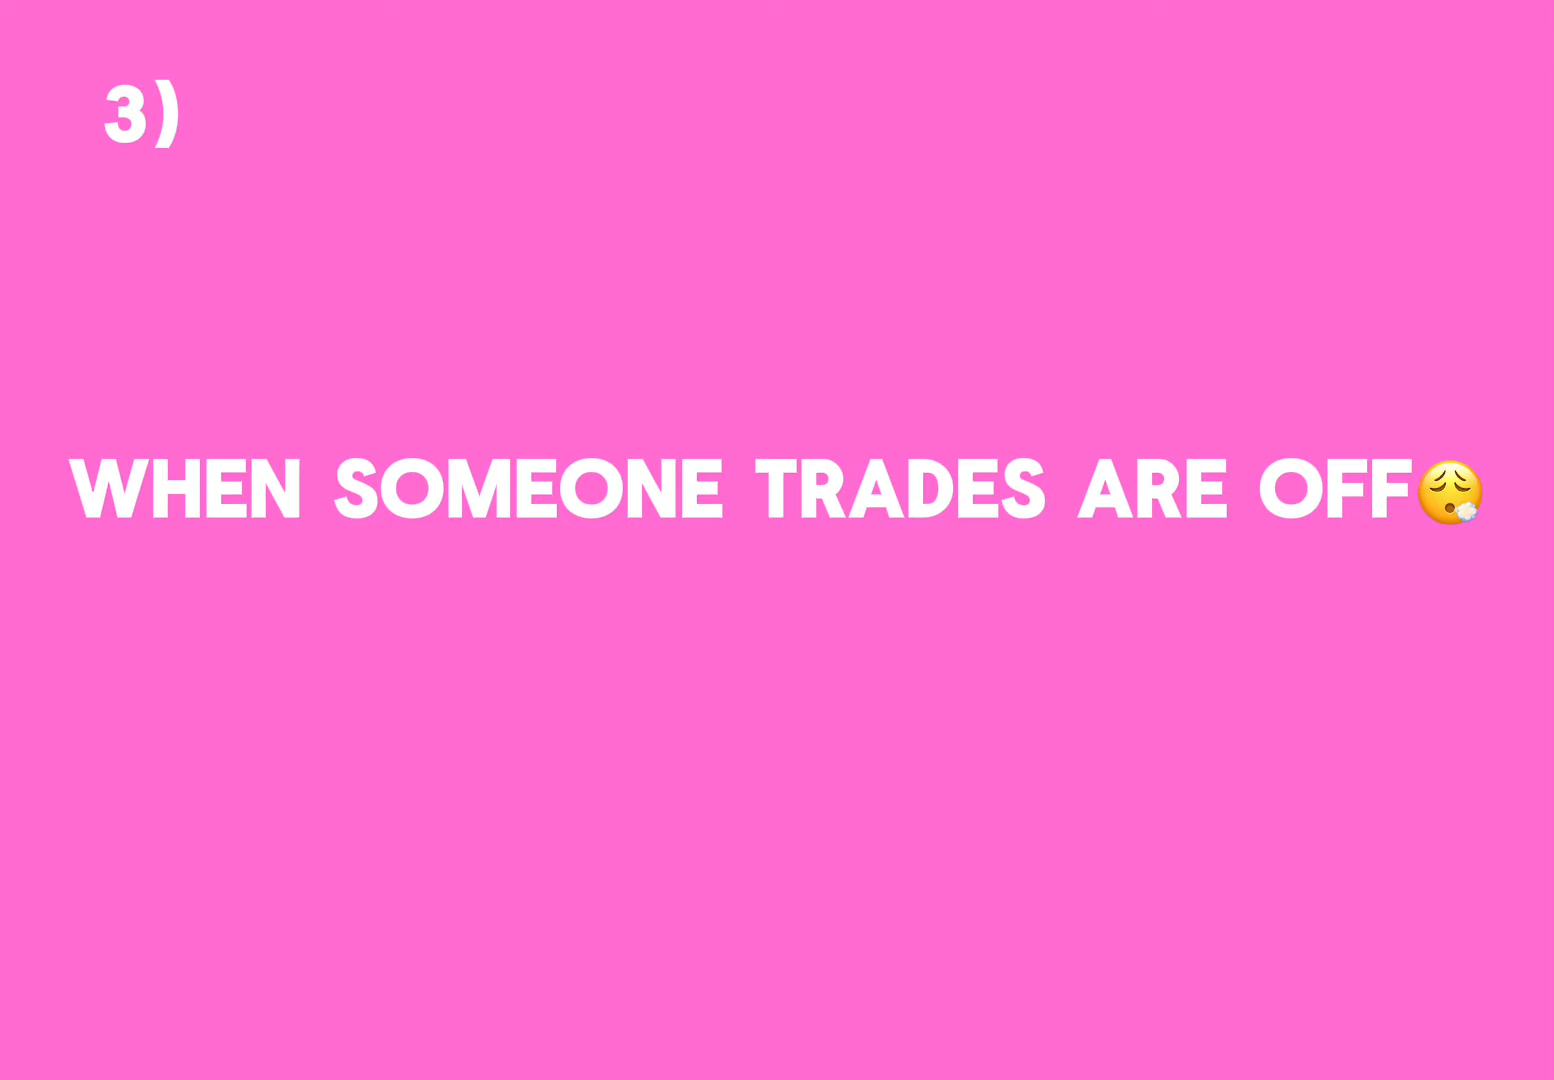 3)
WHEN SOMEONE TRADES ARE OFF😮‍💨